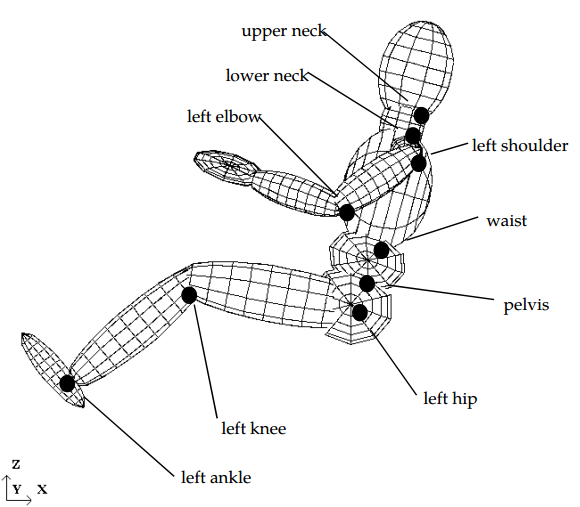 upper neck
lower neck
left elbow
left shoulder
waist
pelvis
left hip
left knee
left ankle
Z
Y X